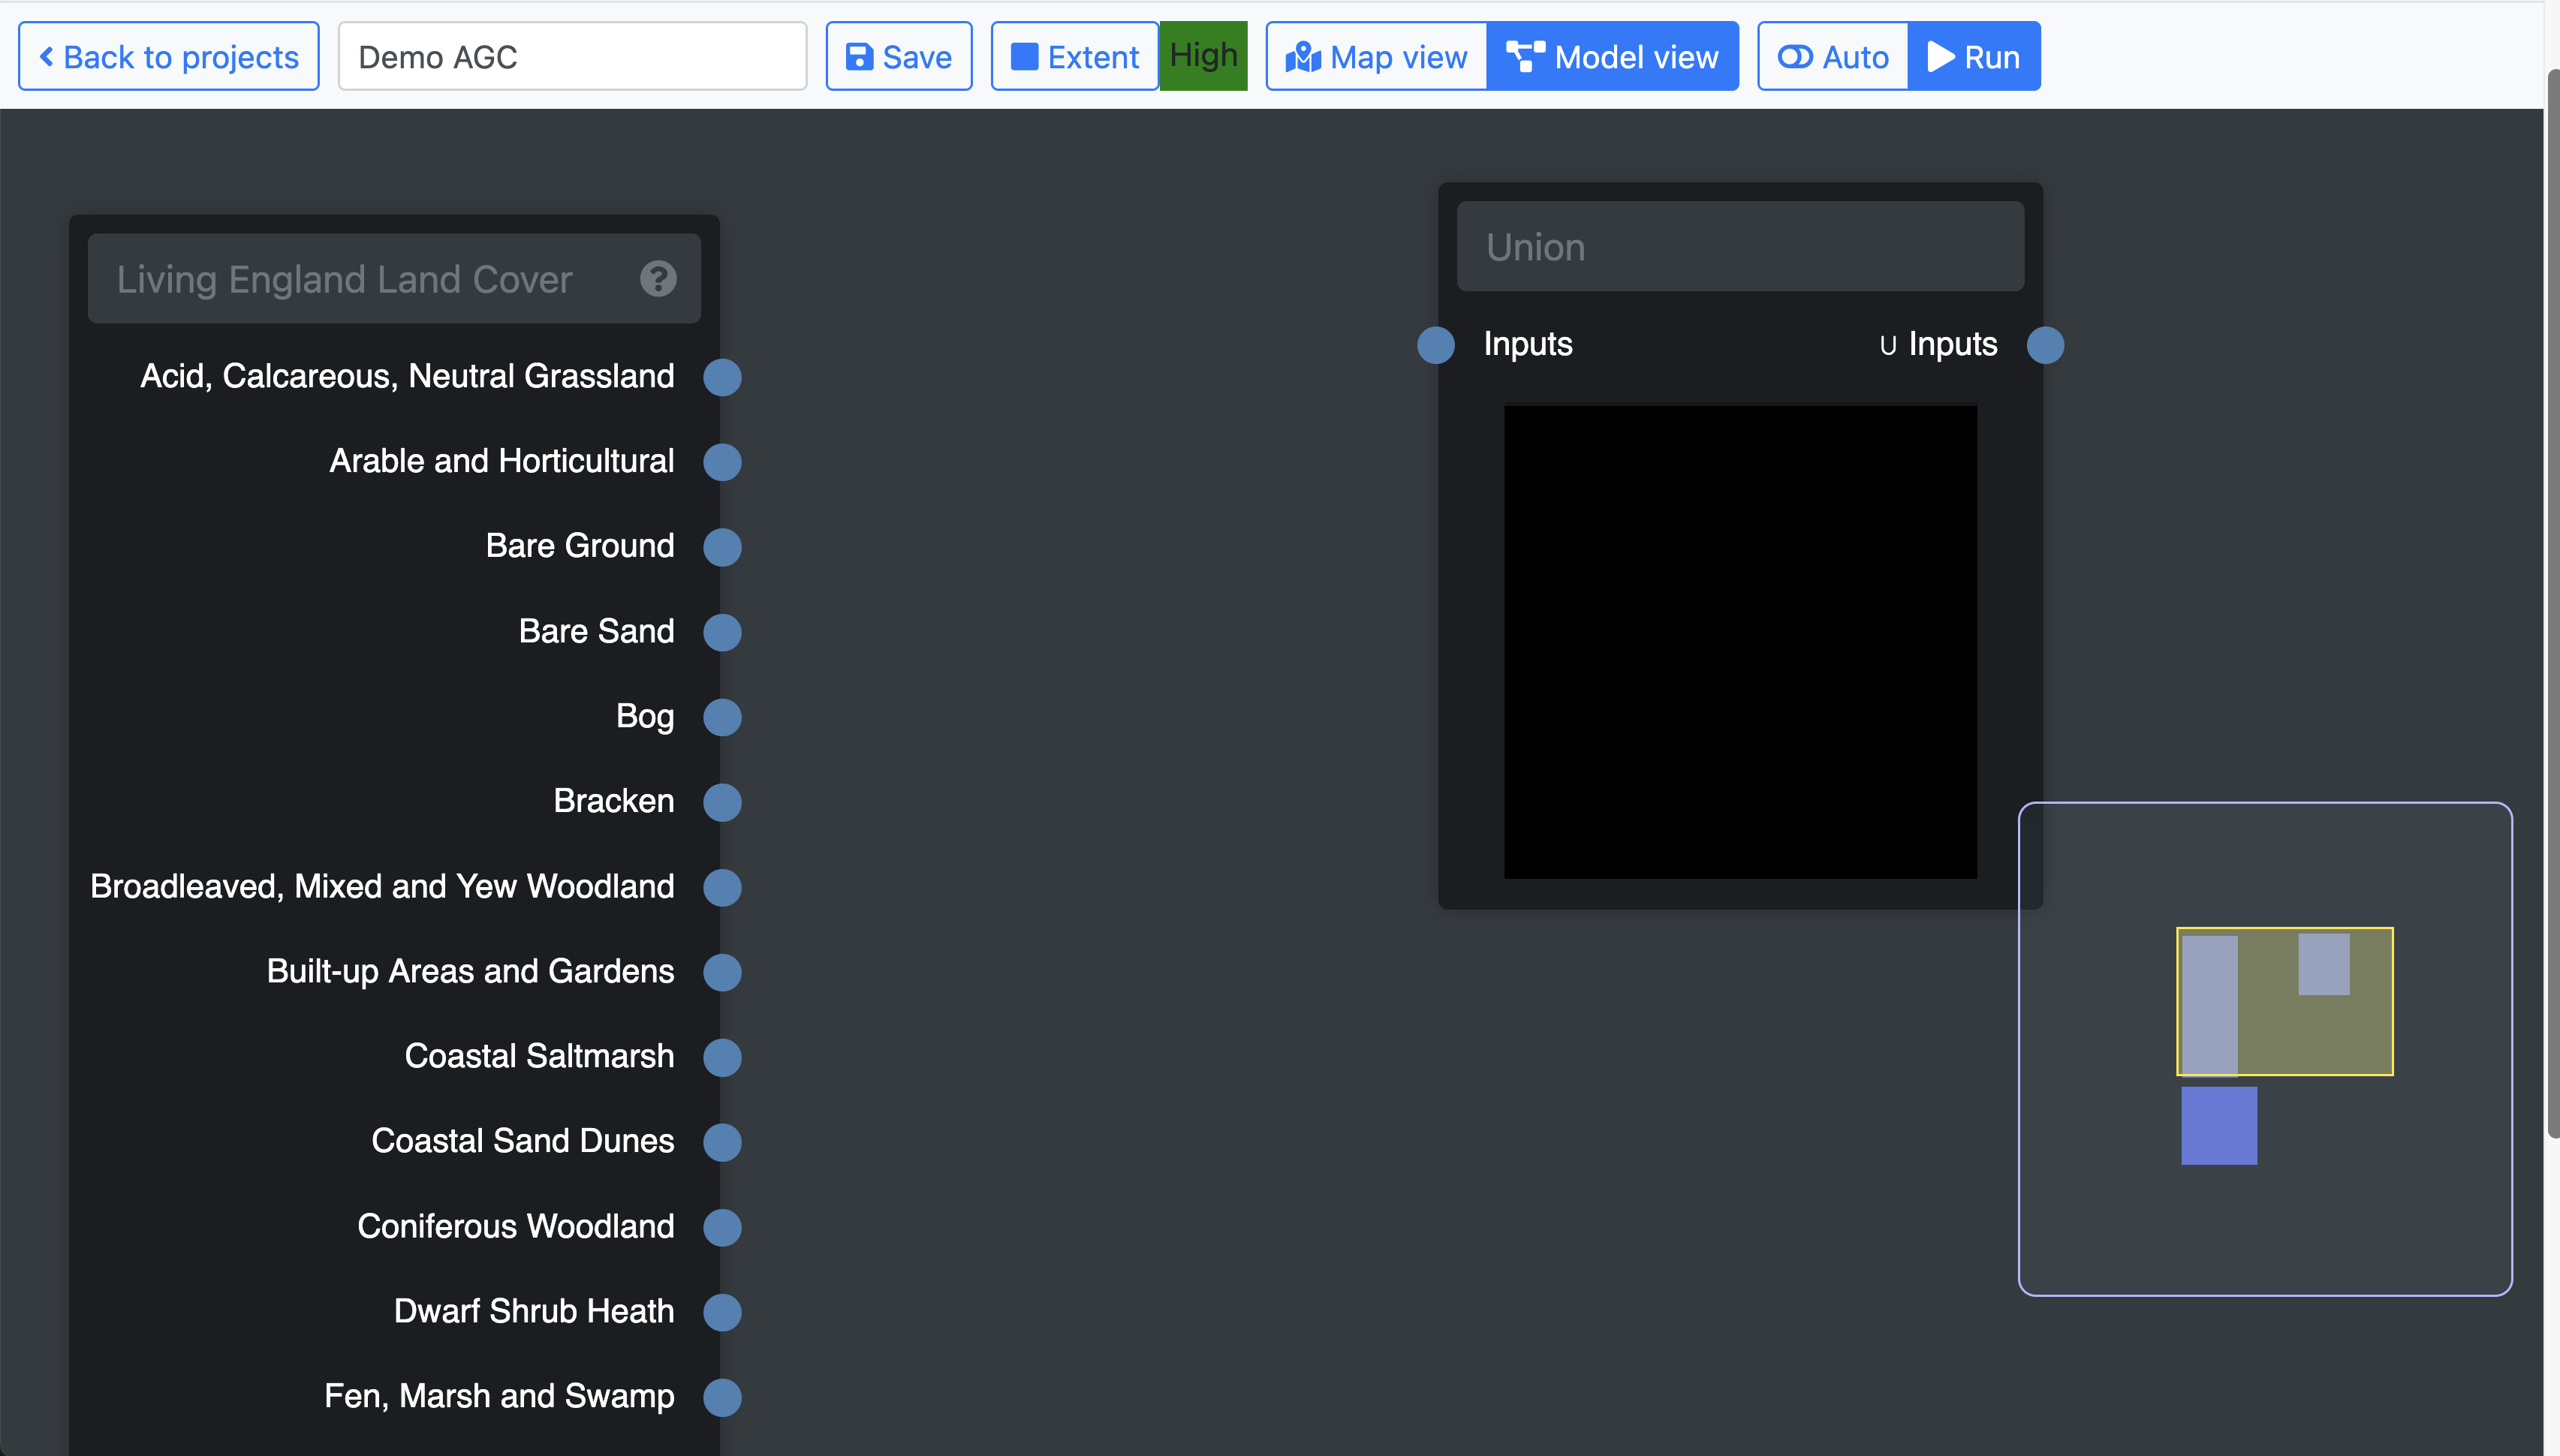 Back to projects
Demo AGC
Save
Extent
High
Map view
Model view
Auto
Run
Living England Land Cover
?
Acid, Calcareous, Neutral Grassland
Arable and Horticultural
Bare Ground
Bare Sand
Bog
Bracken
Broadleaved, Mixed and Yew Woodland
Built-up Areas and Gardens
Coastal Saltmarsh
Coastal Sand Dunes
Coniferous Woodland
Dwarf Shrub Heath
Fen, Marsh and Swamp
Union
Inputs
∪ Inputs